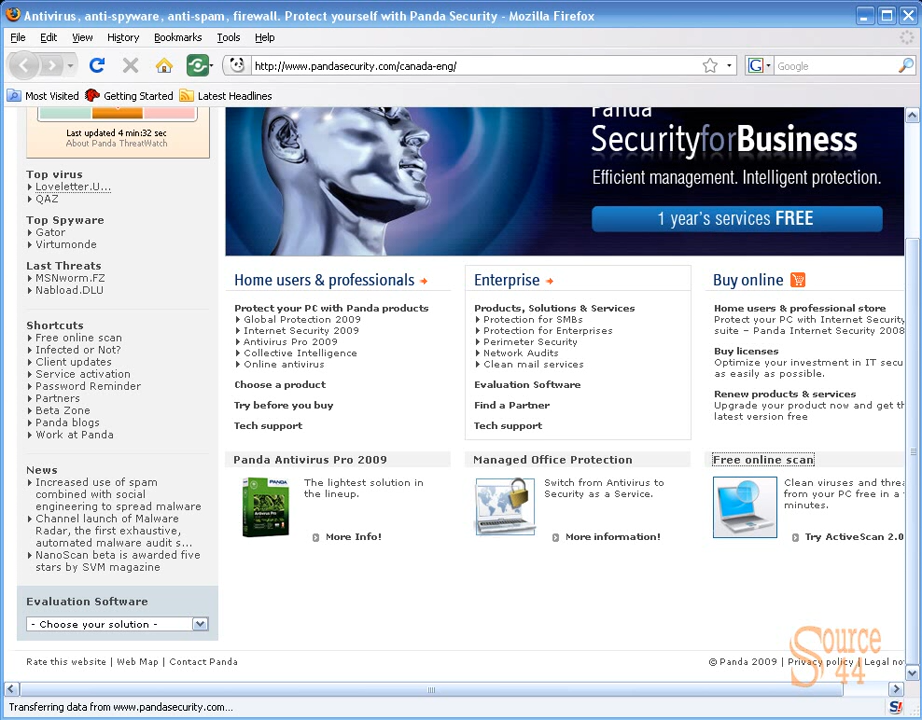 Antivirus, anti-spyware, anti-spam, firewall. Protect yourself with Panda Security - Mozilla Firefox
File Edit View History Bookmarks Tools Help
http://www.pandasecurity.com/canada-eng/
G Google
Most Visited Getting Started Latest Headlines
Last updated 4 min:32 sec
About Panda ThreatWatch
Top virus
Loveletter.U...
QAZ
Top Spyware
Gator
Virtumonde
Last Threats
MSNworm.FZ
Nabload.DLU
Shortcuts
Free online scan
Infected or Not?
Client updates
Service activation
Password Reminder
Partners
Beta Zone
Panda blogs
Work at Panda
News
Increased use of spam
combined with social
engineering to spread malware
Channel launch of Malware
Radar, the first exhaustive,
automated malware audit s...
NanoScan beta is awarded five
stars by SVM magazine
Evaluation Software
- Choose your solution -
Panda
SecurityforBusiness
Efficient management. Intelligent protection.
1 year's services FREE
Home users & professionals
Protect your PC with Panda products
Global Protection 2009
Internet Security 2009
Antivirus Pro 2009
Collective Intelligence
Online antivirus
Choose a product
Try before you buy
Tech support
Enterprise
Products, Solutions & Services
Protection for SMBs
Protection for Enterprises
Perimeter Security
Network Audits
Clean mail services
Evaluation Software
Find a Partner
Tech support
Buy online
Home users & professional store
Protect your PC with Internet Security
suite - Panda Internet Security 2008
Buy licenses
Optimize your investment in IT secu
as easily as possible.
Renew products & services
Upgrade your product now and get th
latest version free
Panda Antivirus Pro 2009
PANDA
Antivirus Pro
The lightest solution in
the lineup.
More Info!
Managed Office Protection
Switch from Antivirus to
Security as a Service.
More information!
Free online scan
Clean viruses and threa
from your PC free in a
minutes.
Try ActiveScan 2.0
Rate this website | Web Map | Contact Panda
© Panda 2009 | Privacy policy | Legal no
Source
44
Transferring data from www.pandasecurity.com...